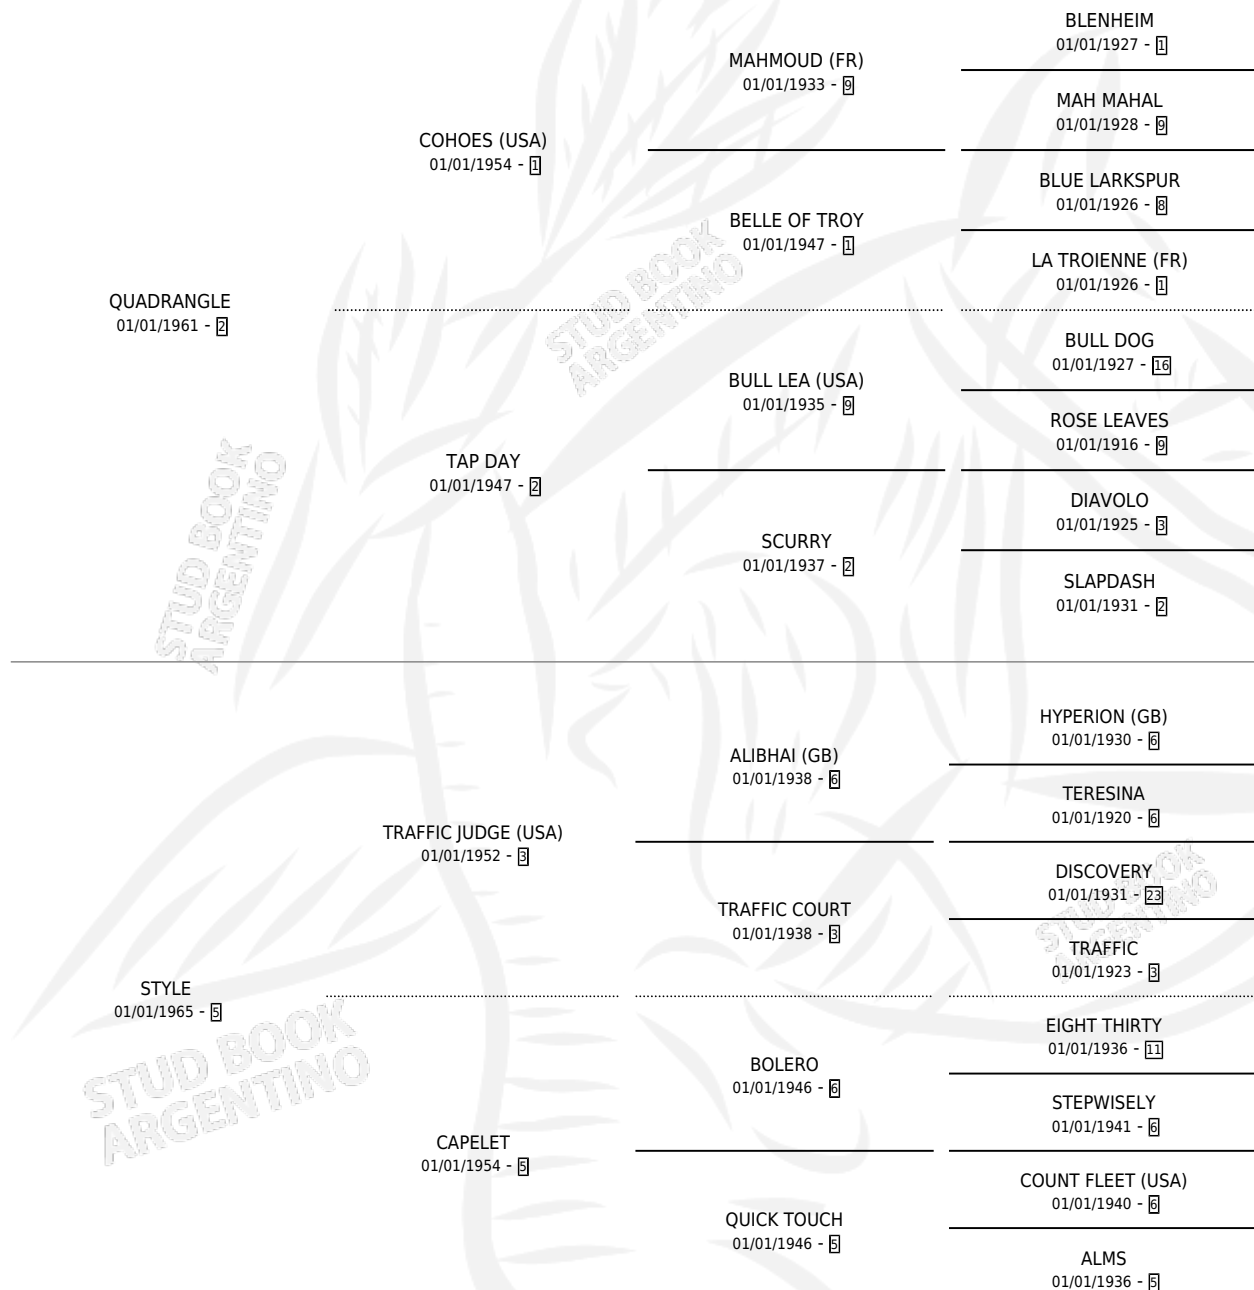 BLENHEIM
01/01/1927 - 1
MAHMOUD (FR)
01/01/1933 - 9
MAH MAHAL
01/01/1928 - 9
COHOES (USA)
01/01/1954 - 1
BLUE LARKSPUR
01/01/1926 - 8
BELLE OF TROY
01/01/1947 - 1
LA TROIENNE (FR)
01/01/1926 - 1
QUADRANGLE
01/01/1961 - 2
STUD BOOK
ARGENTINO
BULL DOG
01/01/1927 - 16
BULL LEA (USA)
01/01/1935 - 9
ROSE LEAVES
01/01/1916 - 9
TAP DAY
01/01/1947 - 2
DIAVOLO
01/01/1925 - 3
SCURRY
01/01/1937 - 2
SLAPDASH
01/01/1931 - 2
STUD BOOK
ARGENTINO
HYPERION (GB)
01/01/1930 - 6
ALIBHAI (GB)
01/01/1938 - 6
TERESINA
01/01/1920 - 6
TRAFFIC JUDGE (USA)
01/01/1952 - 3
DISCOVERY
01/01/1931 - 23
TRAFFIC COURT
01/01/1938 - 3
TRAFFIC
01/01/1923 - 3
STUD BOOK
ARGENTINO
STYLE
01/01/1965 - 5
EIGHT THIRTY
01/01/1936 - 11
BOLERO
01/01/1946 - 6
STEPWISELY
01/01/1941 - 6
STUD BOOK
ARGENTINO
CAPELET
01/01/1954 - 5
COUNT FLEET (USA)
01/01/1940 - 6
QUICK TOUCH
01/01/1946 - 5
ALMS
01/01/1936 - 5